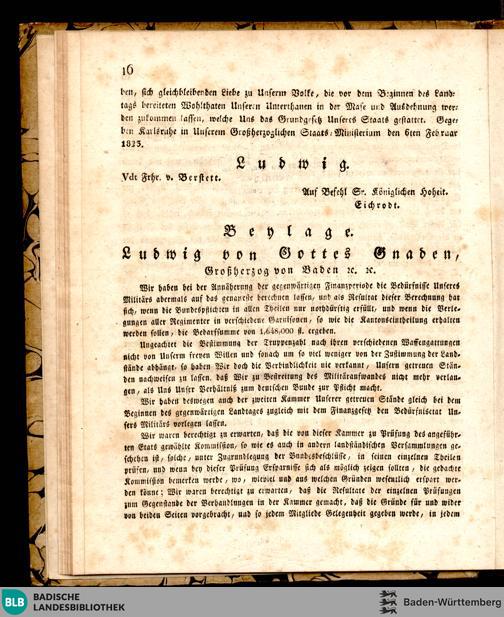 16
ben, sich gleichbleibenden Liebe zu Unserm Volke, die vor dem Beginnen des Land-
tags bereiteten Wohlthaten Unseren Unterthanen in der Mase und Ausdehnung wer-
den zukommen lassen, welche Uns das Grundgesetz Unseres Staats gestattet. Gege-
ben Karlsruhe in Unserem Großherzoglichen Staats-Ministerium den 6ten Februar
1823.
Ludwig.
Vdt Frhr. v. Berstett.
Auf Befehl Sr. Königlichen Hoheit.
Eichrodt.
Beylage.
Ludwig von Gottes Gnaden,
Großherzog von Baden ꝛc. ꝛc.
Wir haben bei der Annäherung der gegenwärtigen Finanzperiode die Bedürfnisse Unseres
Militärs abermals auf das genaueste berechnen lassen, und als Resultat dieser Berechnung hat
sich, wenn die Bundespflichten in allen Theilen nur nothdürftig erfüllt, und wenn die Verle-
gungen aller Regimenter in verschiedene Garnisonen, so wie die Kantonseintheilung erhalten
werden sollen, die Bedarfsumme von 1,648,000 fl. ergeben.
Ungeachtet die Bestimmung der Truppenzahl nach ihren verschiedenen Waffengattungen
nicht von Unserm freyen Willen und sonach um so viel weniger von der Zustimmung der Land-
stände abhängt, so haben Wir doch die Verbindlichkeit nie verkannt, Unsern getreuen Stän-
den nachweisen zu lassen, daß Wir zu Bestreitung des Militäraufwandes nicht mehr verlan-
gen, als Uns Unser Verhältniß zum deutschen Bunde zur Pflicht macht.
Wir haben deswegen auch der zweiten Kammer Unserer getreuen Stände gleich bei dem
Beginnen des gegenwärtigen Landtages zugleich mit dem Finanzgesetz den Bedürfnisetat Un-
sers Militärs vorlegen lassen.
Wir waren berechtigt zu erwarten, daß die von dieser Kammer zu Prüfung des angeführ-
ten Etats gewählte Kommission, so wie es auch in andern landständischen Versammlungen ge-
schehen ist, solche, unter Zugrundlegung der Bundsbeschlüsse, in seinen einzelnen Theilen
prüfen, und wenn bey dieser Prüfung Ersparnisse sich als möglich zeigen sollten, die gedachte
Kommission bemerken werde, wo, wieviel und aus welchen Gründen wesentlich erspart wer-
den könne; Wir waren berechtigt zu erwarten, daß die Resultate der einzelnen Prüfungen
zum Gegenstande der Verhandlungen in der Kammer gemacht, daß die Gründe für und wider
von beiden Seiten vorgebracht, und so jedem Mitgliede Gelegenheit gegeben werde, in jedem
BLB BADISCHE
LANDESBIBLIOTHEK
Baden-Württemberg